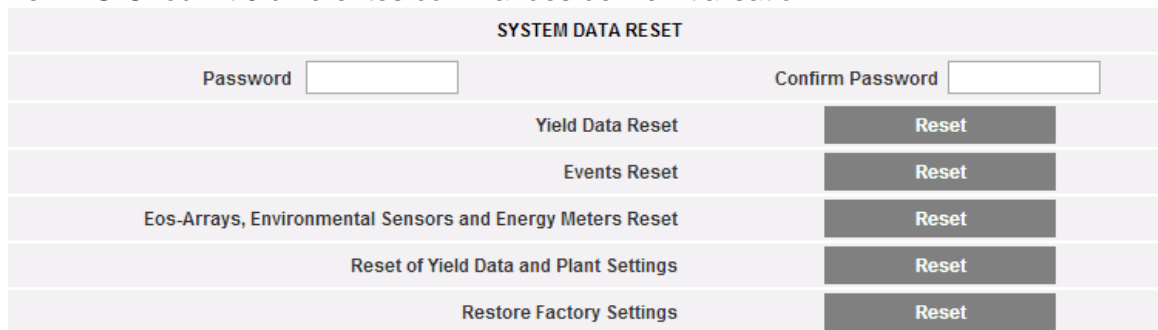 SYSTEM DATA RESET
Password Confirm Password
Yield Data Reset Reset
Events Reset Reset
Eos-Arrays, Environmental Sensors and Energy Meters Reset Reset
Reset of Yield Data and Plant Settings Reset
Restore Factory Settings Reset